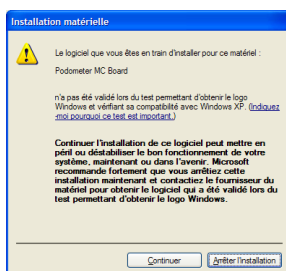 Installation matérielle
Le logiciel que vous êtes en train d'installer pour ce matériel :
Podometer MC Board
n'a pas été validé lors du test permettant d'obtenir le logo
Windows et vérifiant sa compatibilité avec Windows XP. (Indiquez
-moi pourquoi ce test est important.)
Continuer l'installation de ce logiciel peut mettre en
péril ou déstabiliser le bon fonctionnement de votre
système, maintenant ou dans l'avenir. Microsoft
recommande fortement que vous arrêtiez cette
installation maintenant et contactiez le fournisseur du
matériel pour obtenir le logiciel qui a été validé lors du
test permettant d'obtenir le logo Windows.
Continuer
Arrêter l'installation